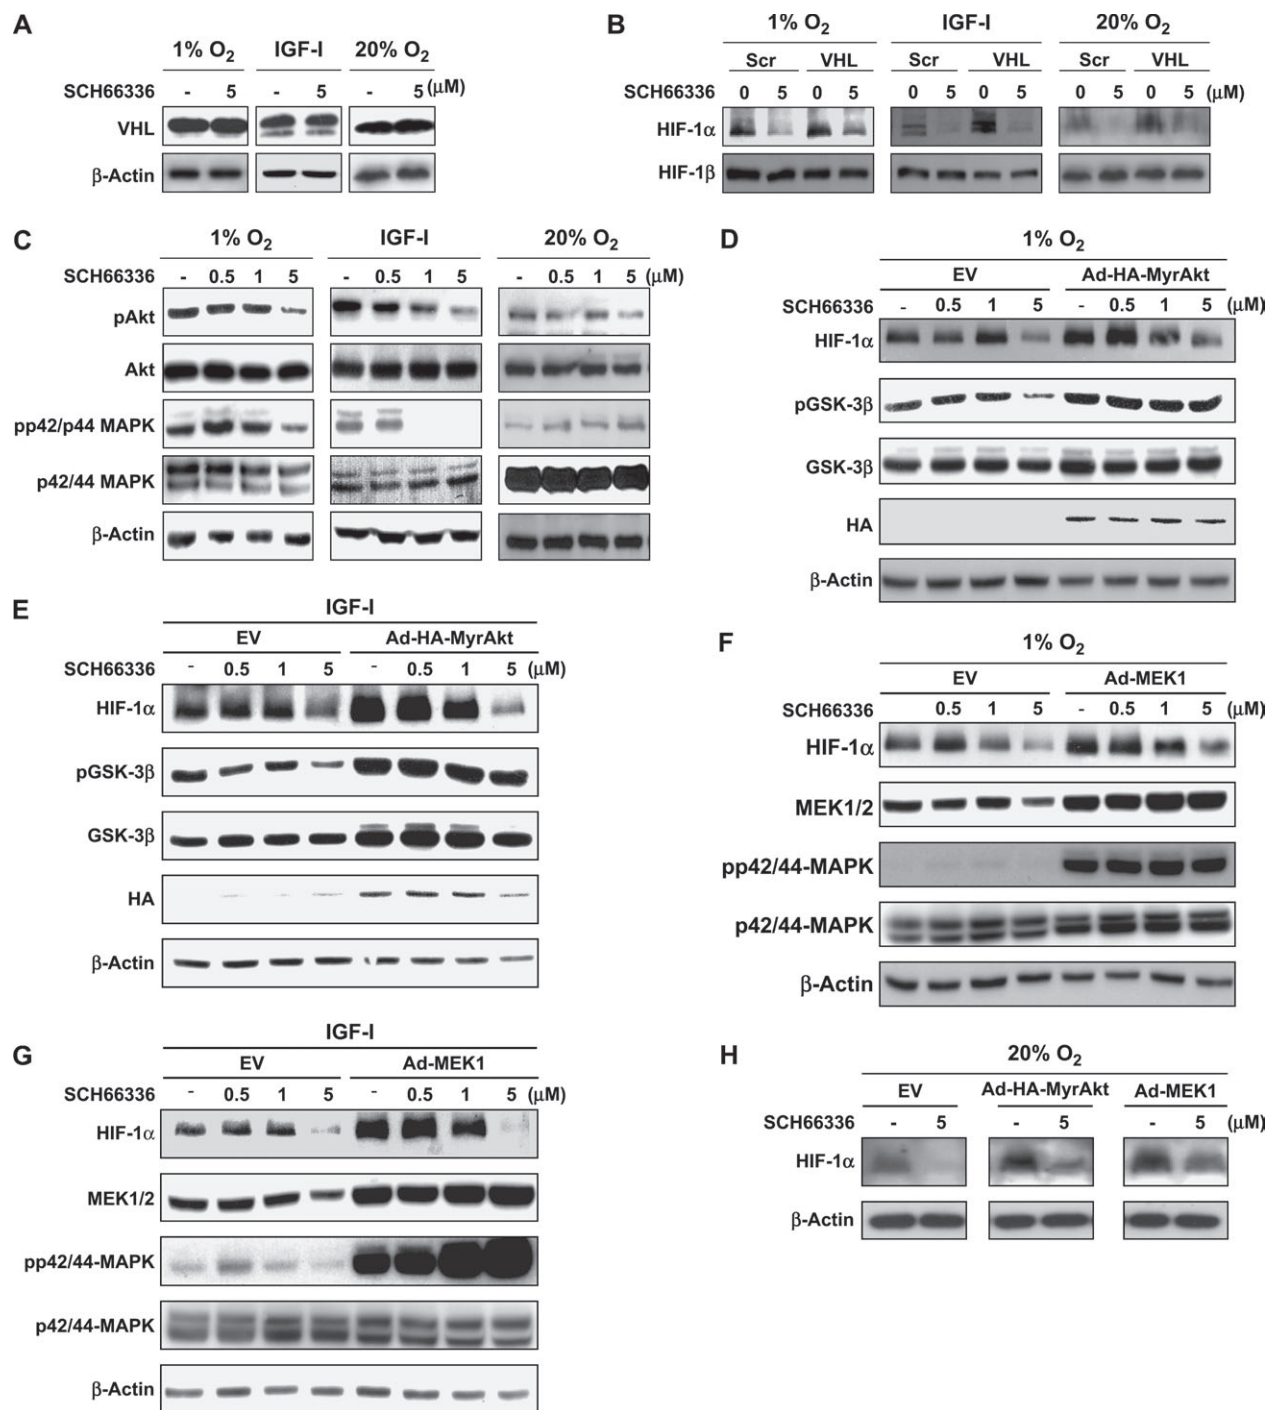 A
1% O2 IGF-I 20% O2
SCH66336 - 5 - 5 - 5 (μM)
VHL
β-Actin
B
1% O2 IGF-I 20% O2
Scr VHL Scr VHL Scr VHL
SCH66336 0 5 0 5 0 5 0 5 0 5 0 5 (μM)
HIF-1α
HIF-1β
C
1% O2 IGF-I 20% O2
SCH66336 - 0.5 1 5 - 0.5 1 5 - 0.5 1 5 (μM)
pAkt
Akt
pp42/p44 MAPK
p42/44 MAPK
β-Actin
D
1% O2
EV Ad-HA-MyrAkt
SCH66336 - 0.5 1 5 - 0.5 1 5 (μM)
HIF-1α
pGSK-3β
GSK-3β
HA
β-Actin
E
IGF-I
EV Ad-HA-MyrAkt
SCH66336 - 0.5 1 5 - 0.5 1 5 (μM)
HIF-1α
pGSK-3β
GSK-3β
HA
β-Actin
F
1% O2
EV Ad-MEK1
SCH66336 0.5 1 5 - 0.5 1 5 (μM)
HIF-1α
MEK1/2
pp42/44-MAPK
p42/44-MAPK
β-Actin
G
IGF-I
EV Ad-MEK1
SCH66336 - 0.5 1 5 - 0.5 1 5 (μM)
HIF-1α
MEK1/2
pp42/44-MAPK
p42/44-MAPK
β-Actin
H
20% O2
EV Ad-HA-MyrAkt Ad-MEK1
SCH66336 - 5 - 5 - 5 (μM)
HIF-1α
β-Actin